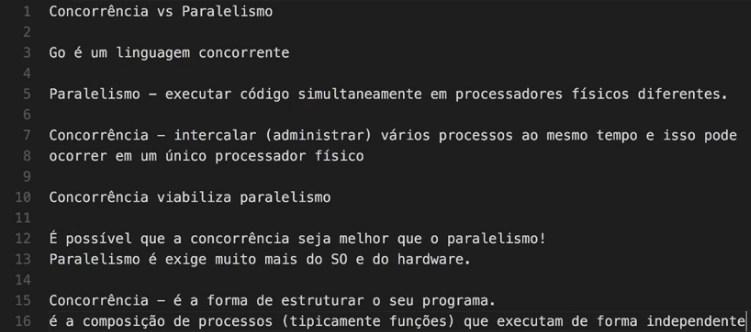 1 Concorrência vs Paralelismo
2
3 Go é um linguagem concorrente
4
5 Paralelismo – executar código simultaneamente em processadores físicos diferentes.
6
7 Concorrência – intercalar (administrar) vários processos ao mesmo tempo e isso pode
8 ocorrer em um único processador físico
9
10 Concorrência viabiliza paralelismo
11
12 É possível que a concorrência seja melhor que o paralelismo!
13 Paralelismo é exige muito mais do SO e do hardware.
14
15 Concorrência – é a forma de estruturar o seu programa.
16 é a composição de processos (tipicamente funções) que executam de forma independente